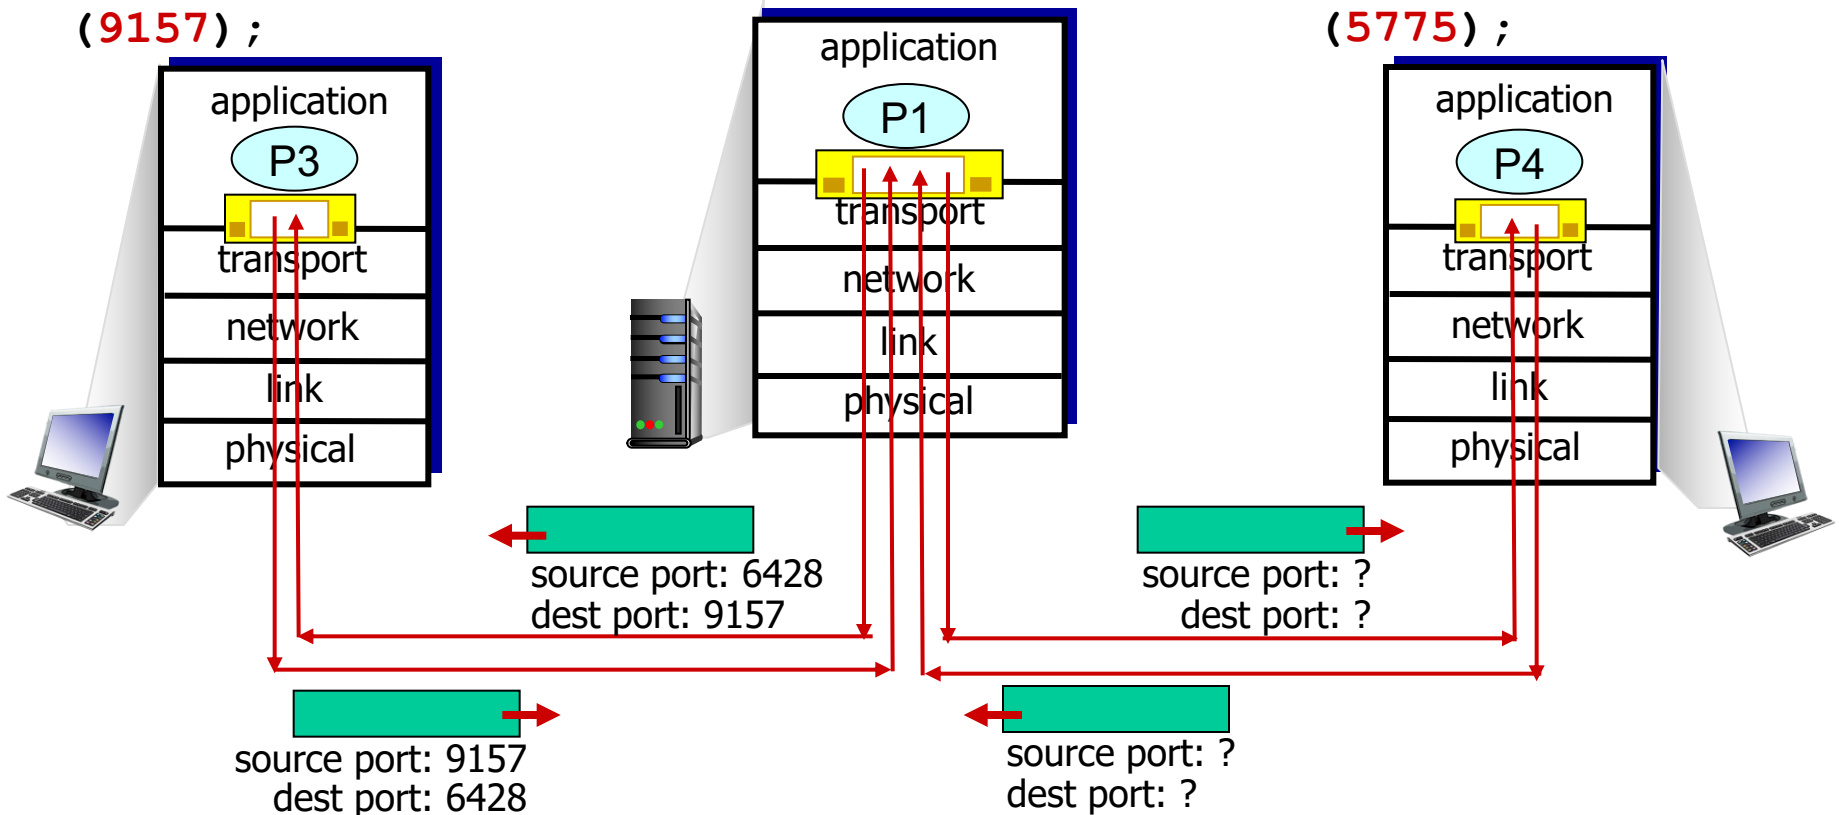 (9157);
application
P3
transport
network
link
physical
application
P1
transport
network
link
physical
(5775);
application
P4
transport
network
link
physical
source port: 6428
dest port: 9157
source port: ?
dest port: ?
source port: 9157
dest port: 6428
source port: ?
dest port: ?